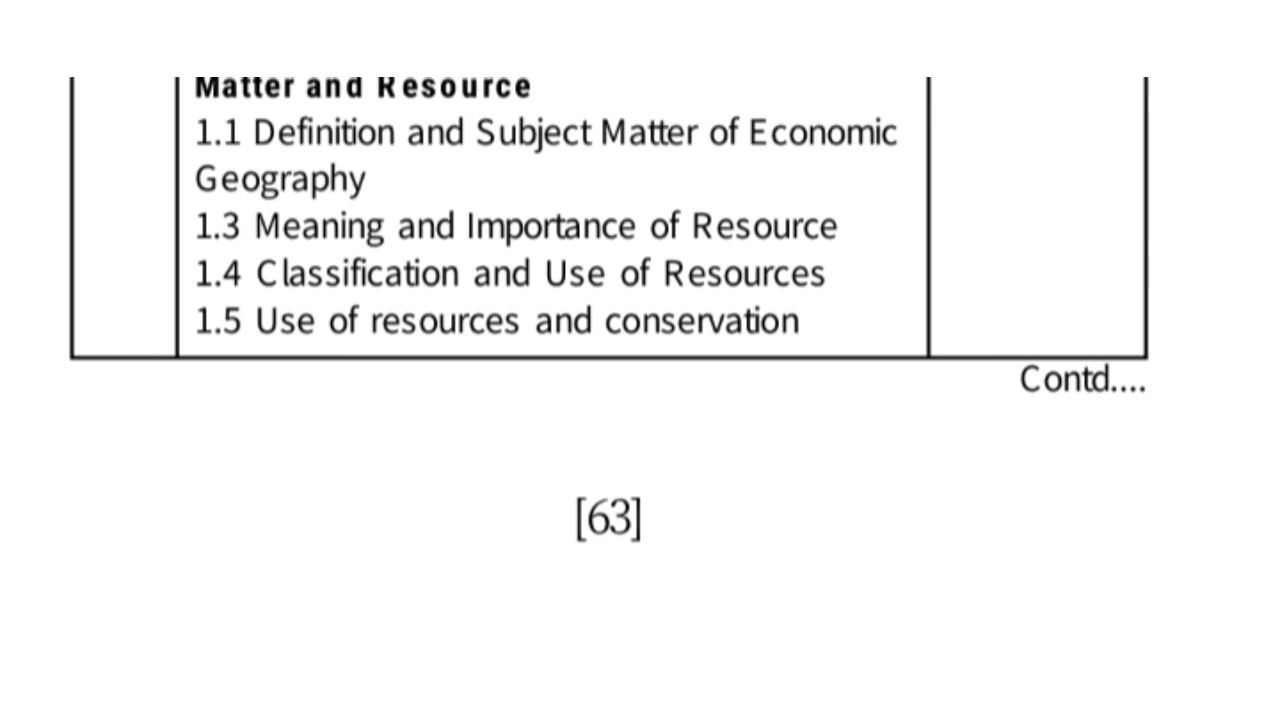 Matter and Resource
1.1 Definition and Subject Matter of Economic
Geography
1.3 Meaning and Importance of Resource
1.4 Classification and Use of Resources
1.5 Use of resources and conservation
Contd....
[63]